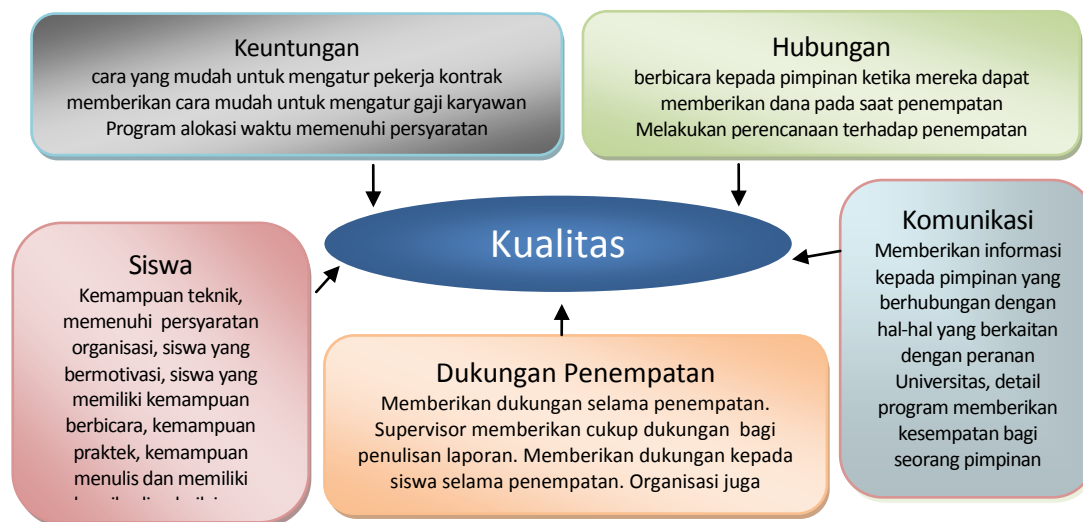 Keuntungan
cara yang mudah untuk mengatur pekerja kontrak
memberikan cara mudah untuk mengatur gaji karyawan
Program alokasi waktu memenuhi persyaratan
Hubungan
berbicara kepada pimpinan ketika mereka dapat
memberikan dana pada saat penempatan
Melakukan perencanaan terhadap penempatan
Kualitas
Siswa
Kemampuan teknik,
memenuhi persyaratan
organisasi, siswa yang
bermotivasi, siswa yang
memiliki kemampuan
berbicara, kemampuan
praktek, kemampuan
menulis dan memiliki
Dukungan Penempatan
Memberikan dukungan selama penempatan.
Supervisor memberikan cukup dukungan bagi
penulisan laporan. Memberikan dukungan kepada
siswa selama penempatan. Organisasi juga
Komunikasi
Memberikan informasi
kepada pimpinan yang
berhubungan dengan
hal-hal yang berkaitan
dengan peranan
Universitas, detail
program memberikan
kesempatan bagi
seorang pimpinan